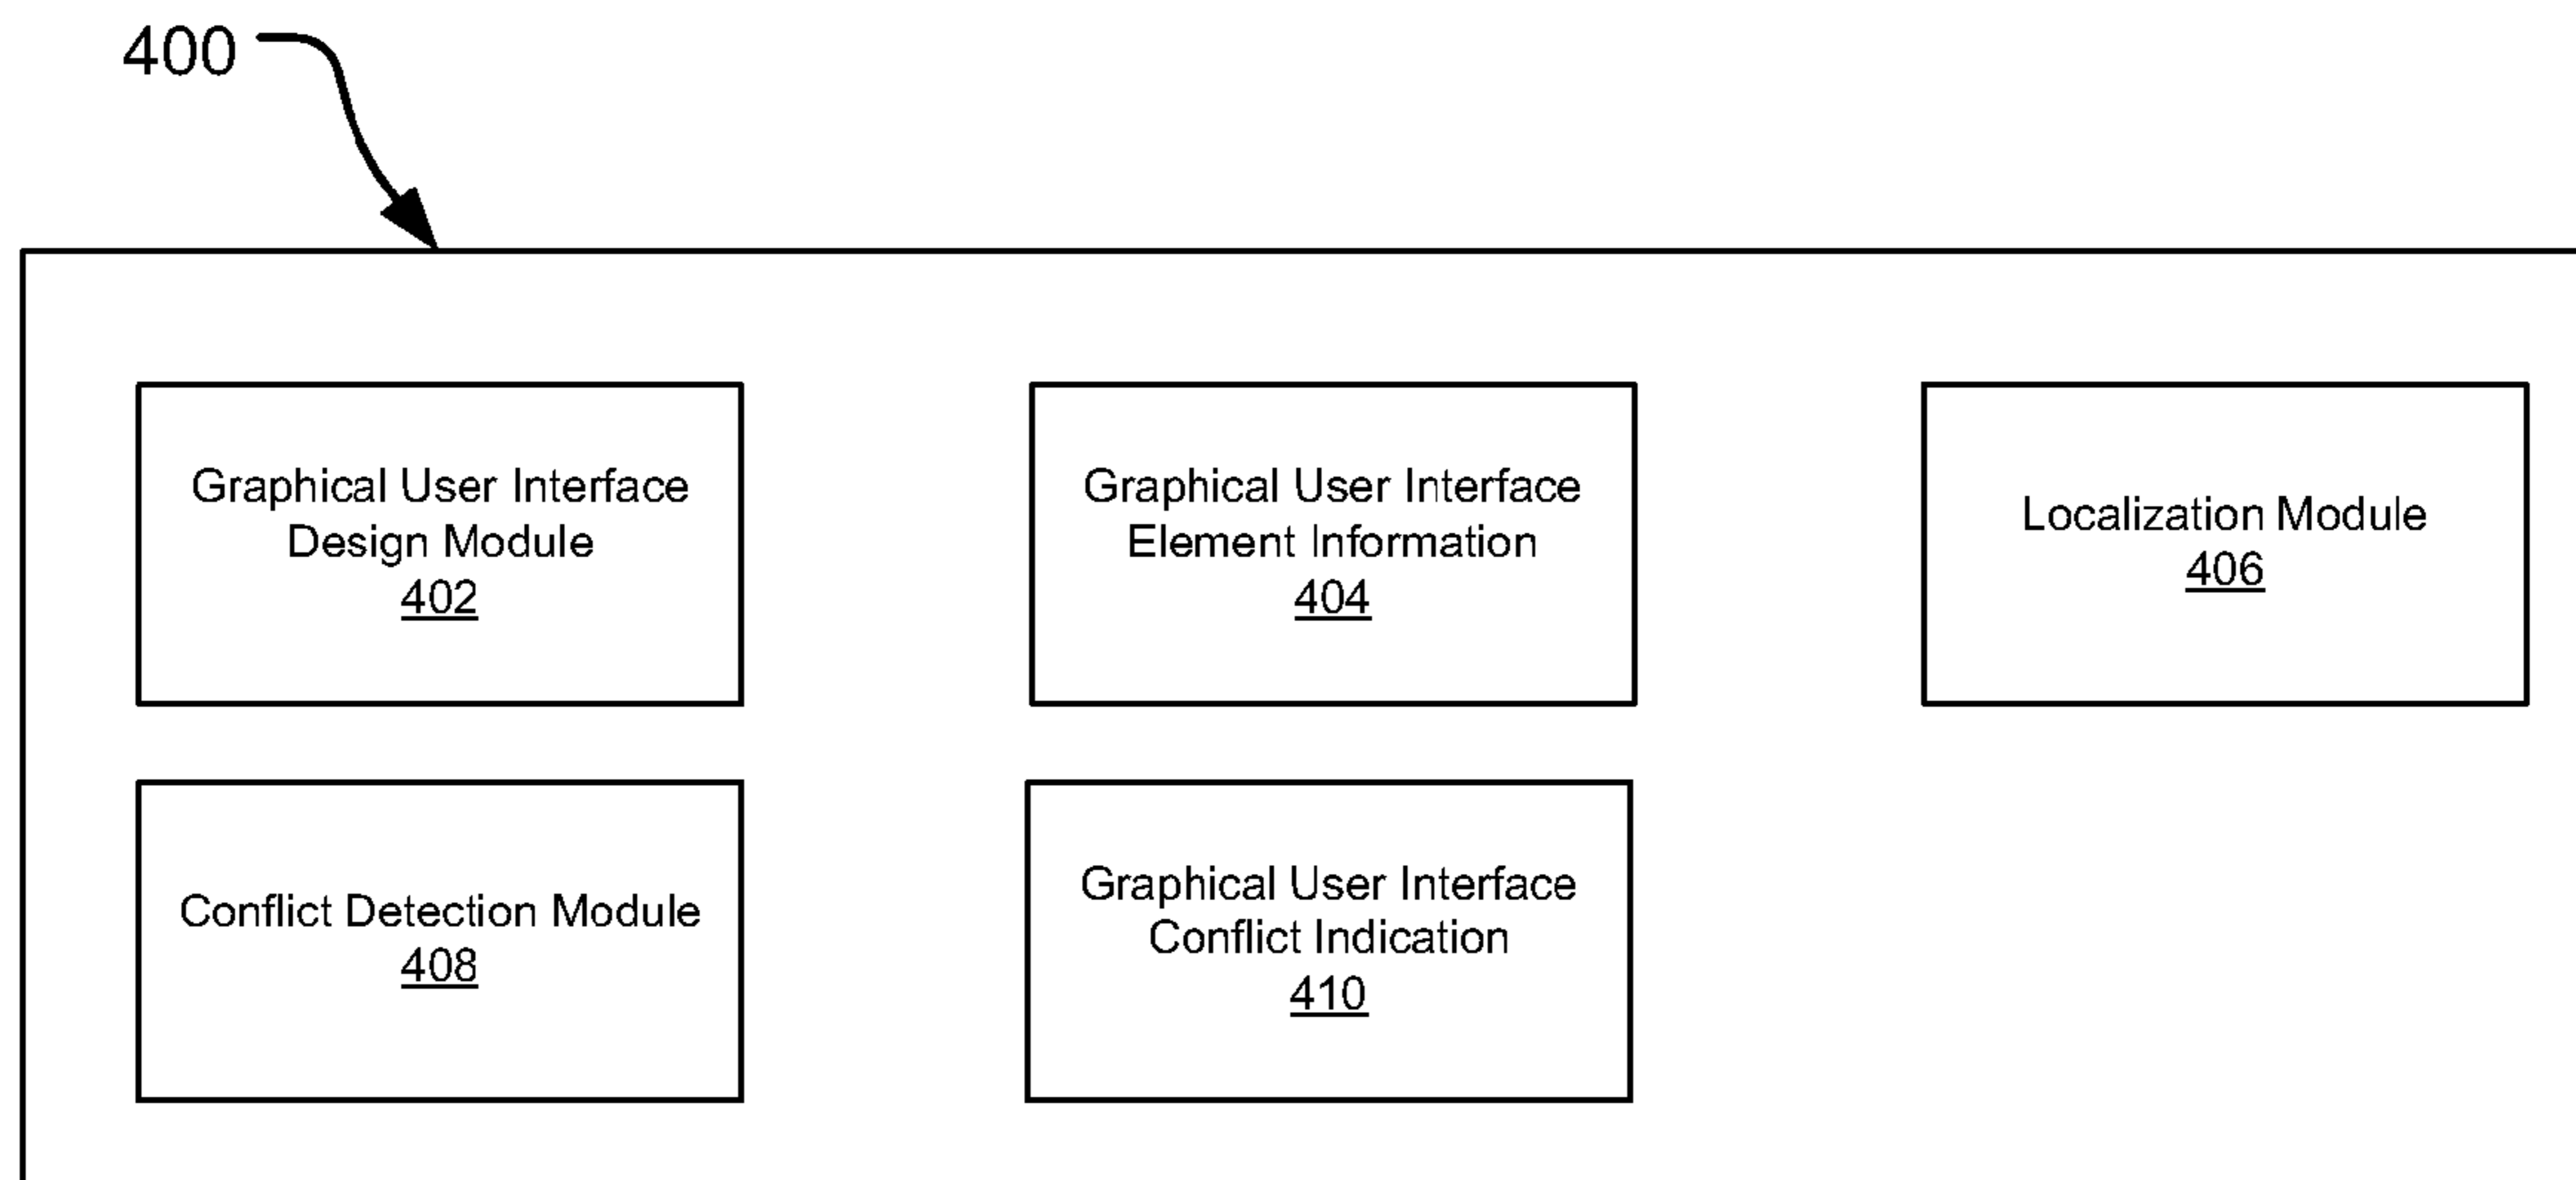 400
Graphical User Interface
Design Module
402
Graphical User Interface
Element Information
404
Localization Module
406
Conflict Detection Module
408
Graphical User Interface
Conflict Indication
410